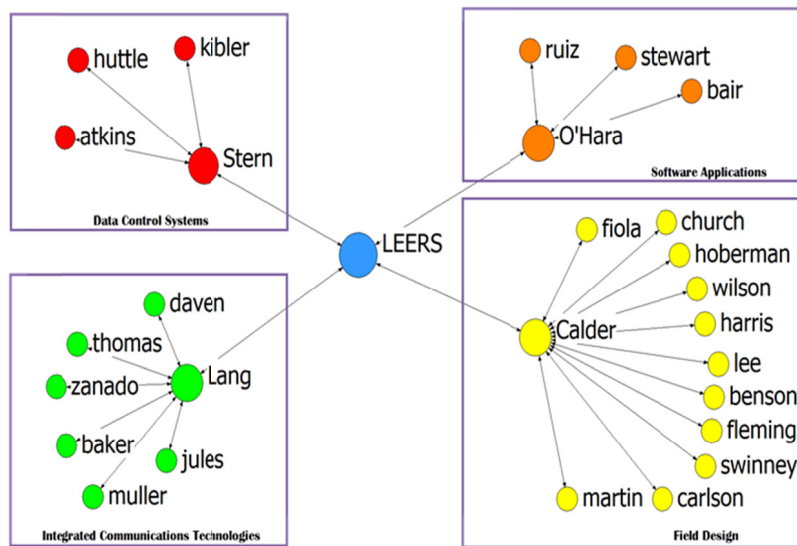 huttle
kibler
atkins
Stern
Data Control Systems
ruiz
stewart
bair
O'Hara
Software Applications
LEERS
daven
thomas
zanado
Lang
baker
jules
muller
Integrated Communications Technologies
fiola
church
hoberman
wilson
harris
Calder
lee
benson
fleming
swinney
martin
carlson
Field Design